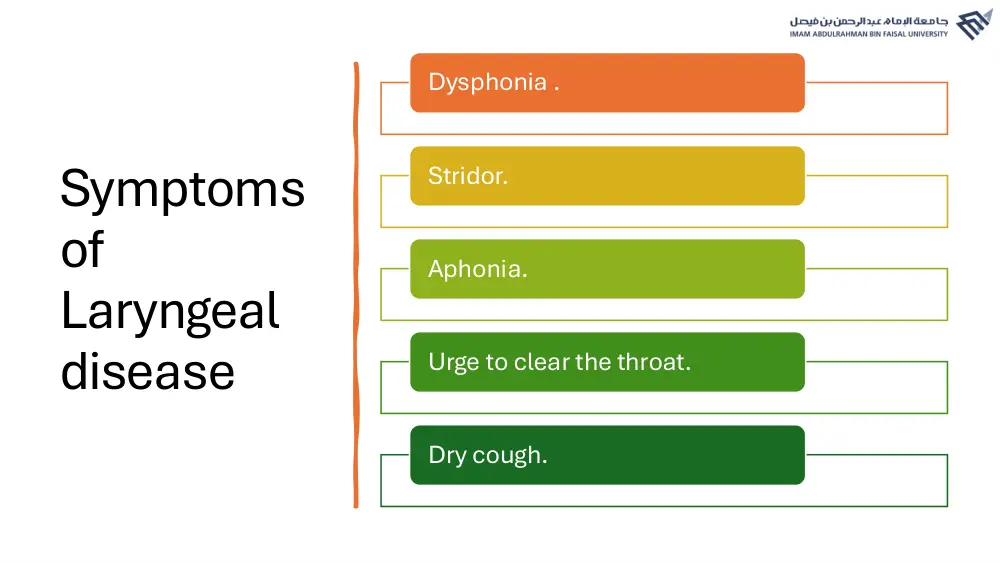 جامعة الإمام عبدالرحمن بن فيصل
IMAM ABDULRAHMAN BIN FAISAL UNIVERSITY
Symptoms
of
Laryngeal
disease
Dysphonia .
Stridor.
Aphonia.
Urge to clear the throat.
Dry cough.